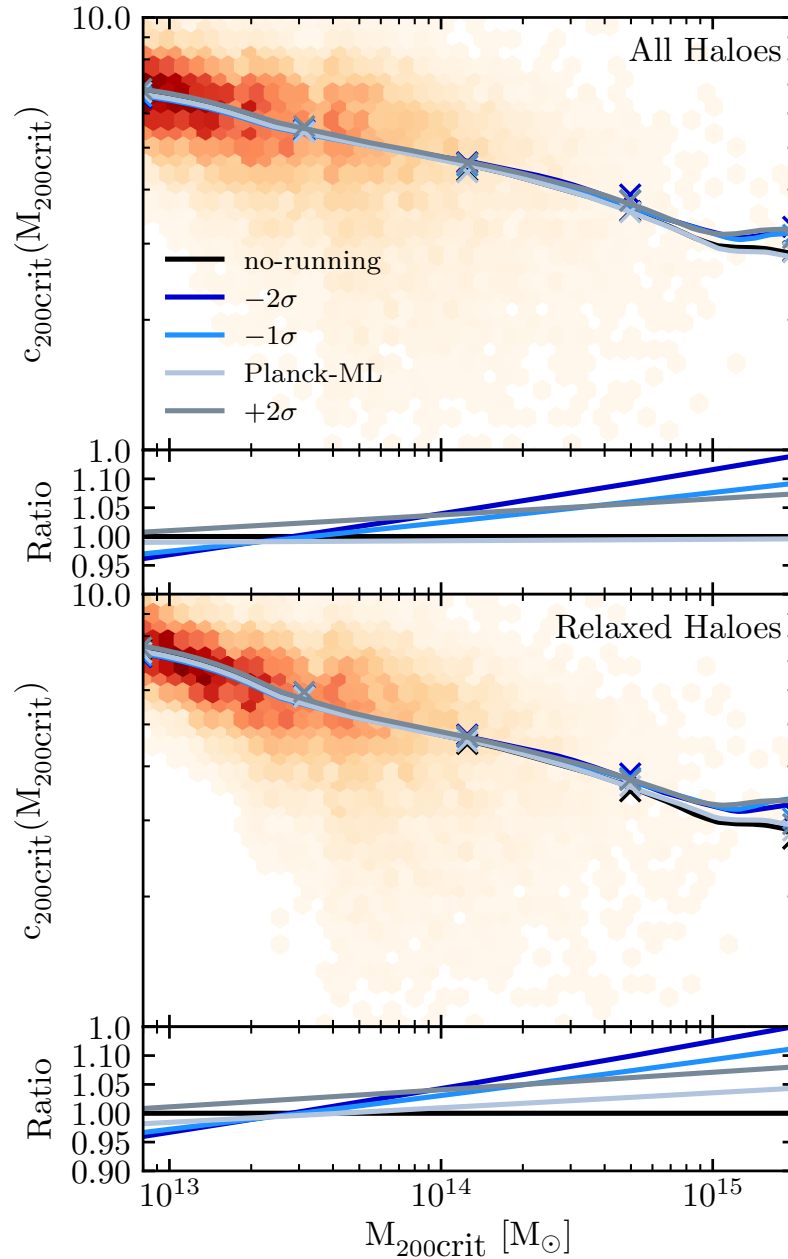 10.0
All Haloes
c200crit(M200crit)
no-running
−2σ
−1σ
Planck-ML
+2σ
1.0
1.10
1.05
1.00
0.95
Ratio
10.0
Relaxed Haloes
c200crit(M200crit)
1.0
1.10
1.05
1.00
0.95
0.90
Ratio
10^13 10^14 10^15
M200crit [M⊙]